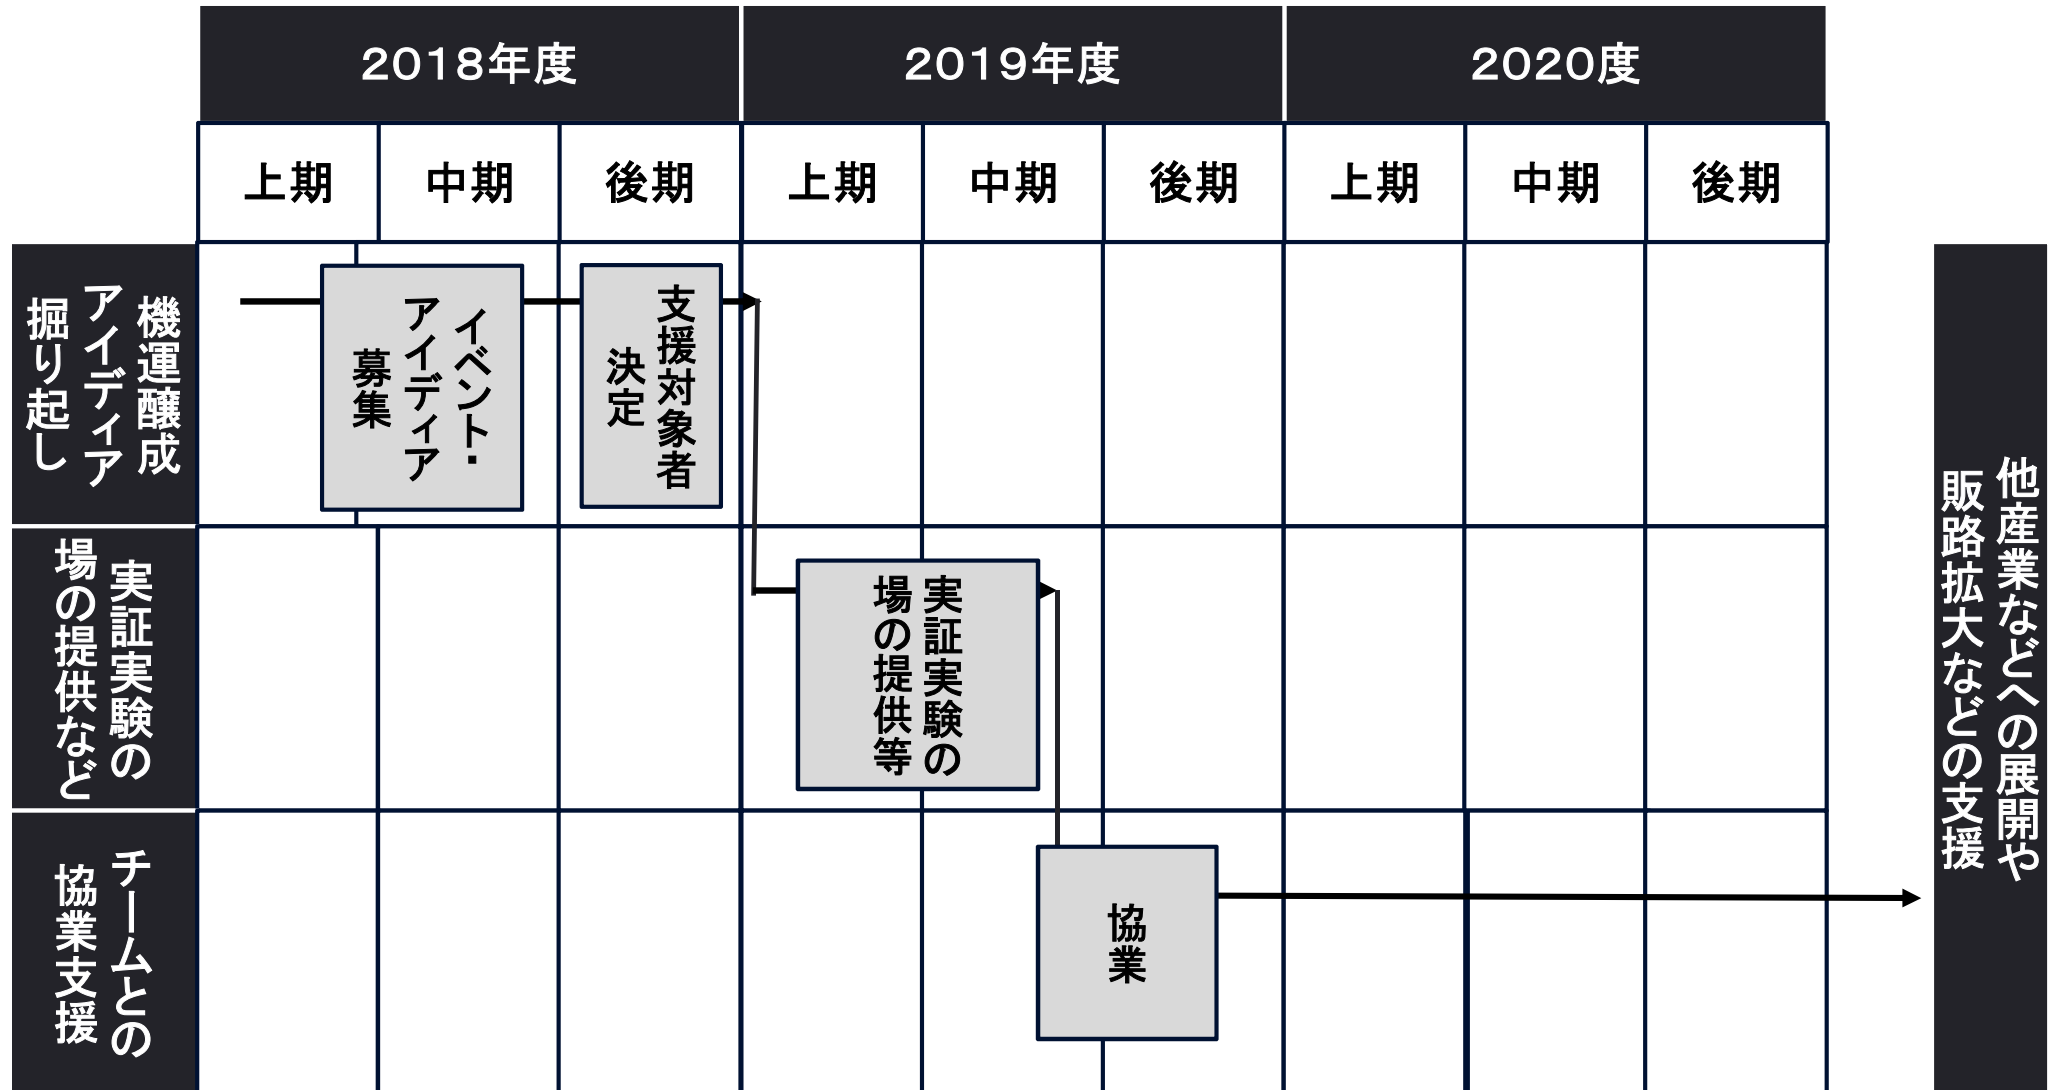 ２０１８年度
２０１９年度
２０２０度
上期
中期
後期
上期
中期
後期
上期
中期
後期
機運醸成
アイディア
掘り起し
イベント・
アイディア
募集
支援対象者
決定
実証実験の
場の提供など
実証実験の
場の提供等
チームとの
協業支援
協業
他産業などへの展開や
販路拡大などの支援